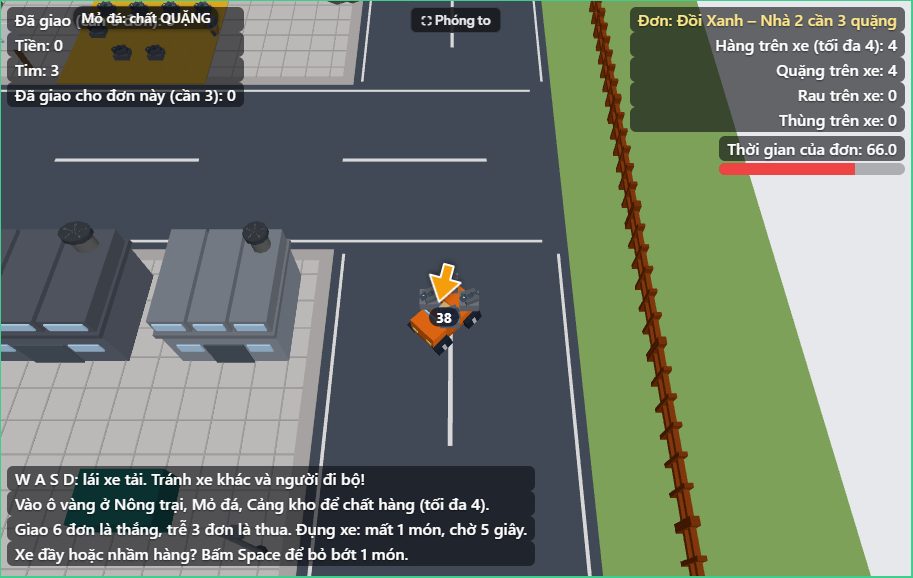 Đã giao
Mỏ đá: chất QUẶNG
Tiền: 0
Tim: 3
Đã giao cho đơn này (cần 3): 0
Phóng to
Đơn: Đồi Xanh – Nhà 2 cần 3 quặng
Hàng trên xe (tối đa 4): 4
Quặng trên xe: 4
Rau trên xe: 0
Thùng trên xe: 0
Thời gian của đơn: 66.0
38
W A S D: lái xe tải. Tránh xe khác và người đi bộ!
Vào ô vàng ở Nông trại, Mỏ đá, Cảng kho để chất hàng (tối đa 4).
Giao 6 đơn là thắng, trễ 3 đơn là thua. Đụng xe: mất 1 món, chờ 5 giây.
Xe đầy hoặc nhầm hàng? Bấm Space để bỏ bớt 1 món.